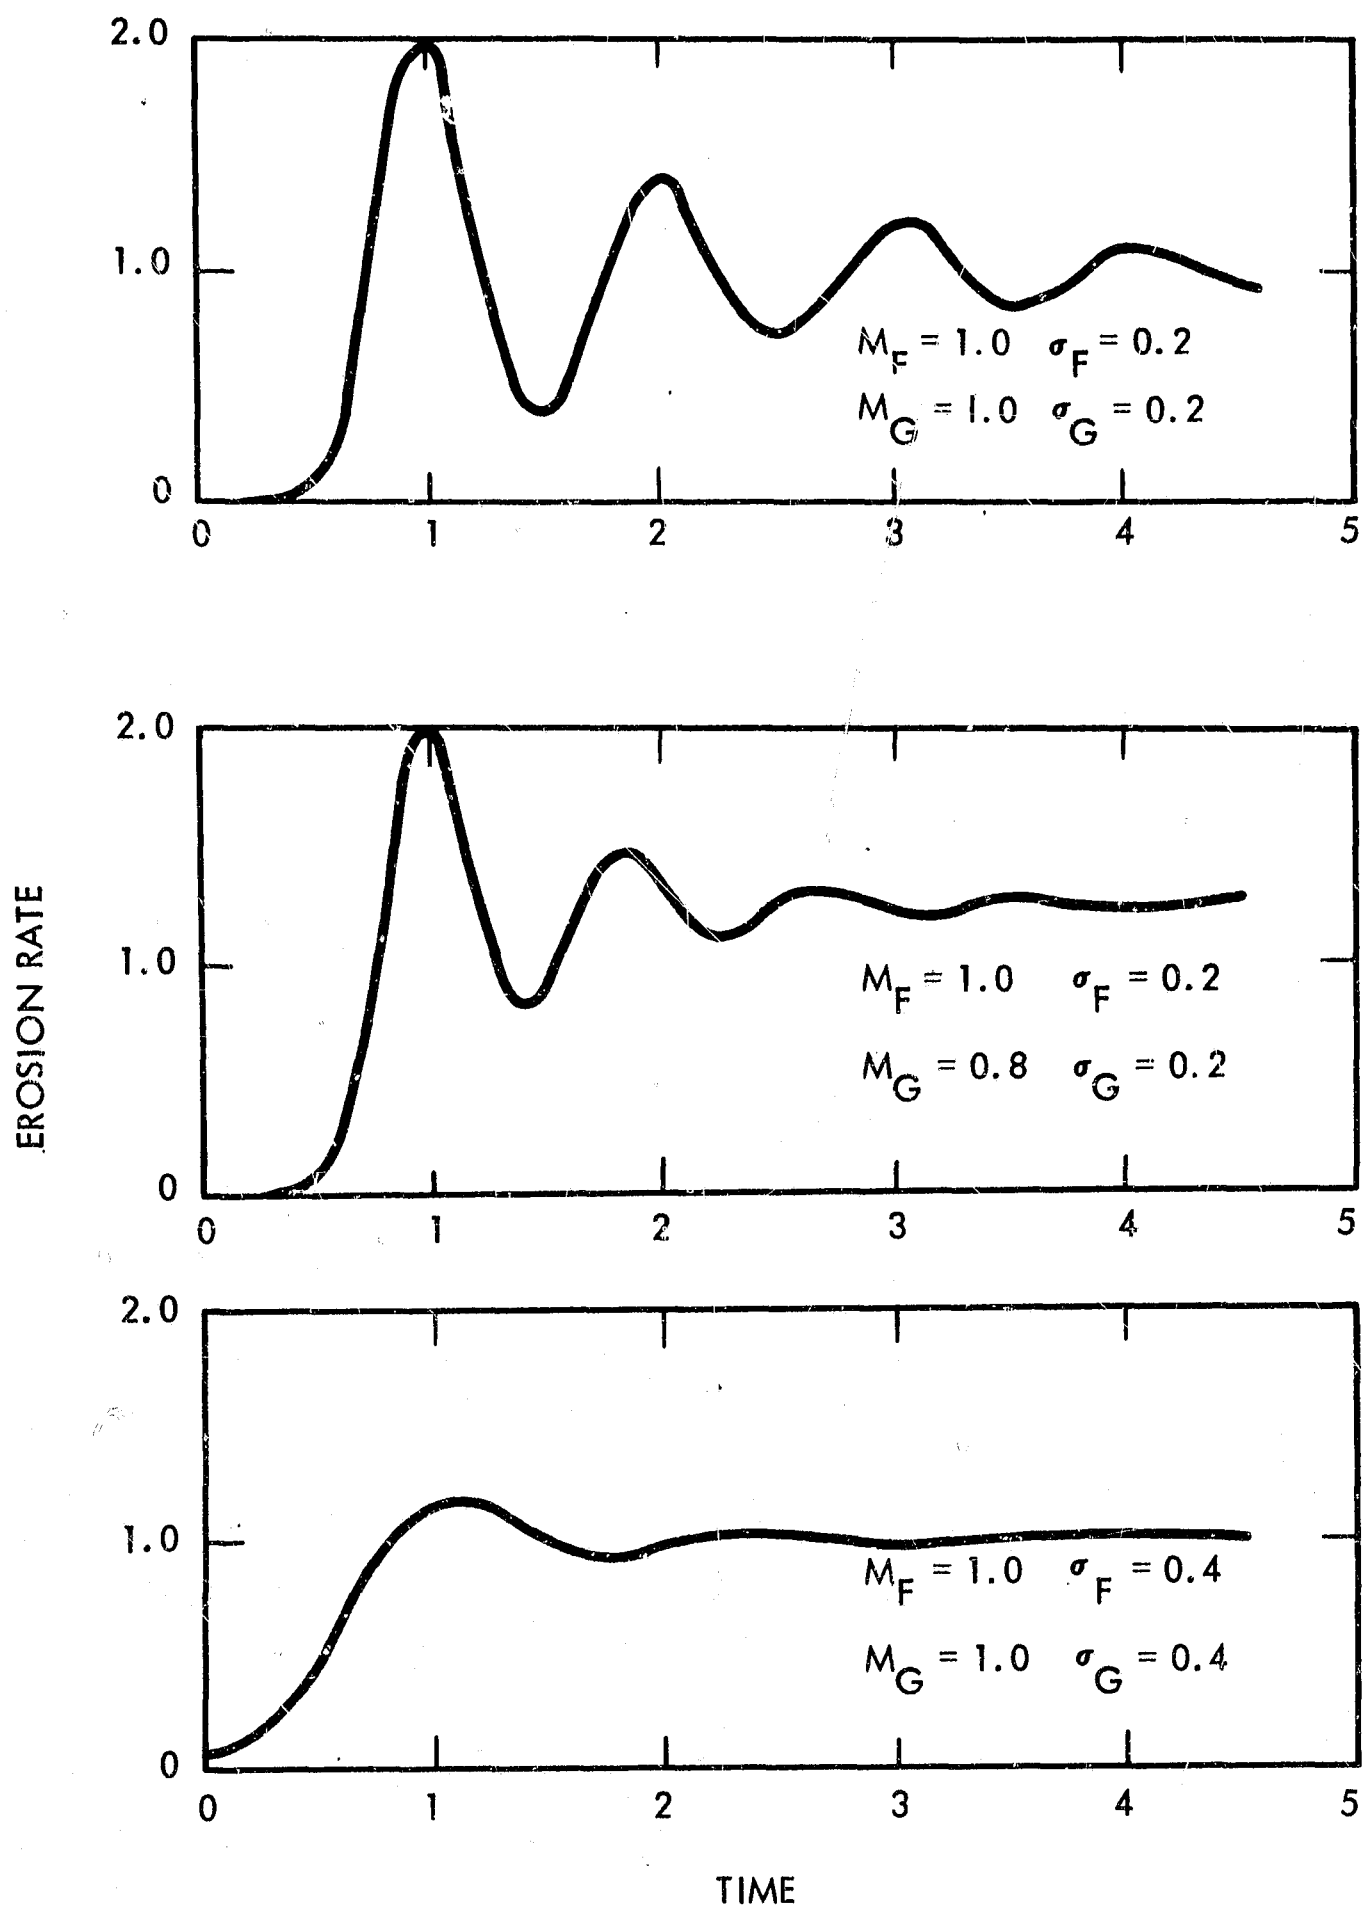 2.0
1.0
0
M_F = 1.0 σ_F = 0.2
M_G = 1.0 σ_G = 0.2
0 1 2 3 4 5
EROSION RATE
2.0
1.0
0
M_F = 1.0 σ_F = 0.2
M_G = 0.8 σ_G = 0.2
0 1 2 3 4 5
2.0
1.0
0
M_F = 1.0 σ_F = 0.4
M_G = 1.0 σ_G = 0.4
0 1 2 3 4 5
TIME